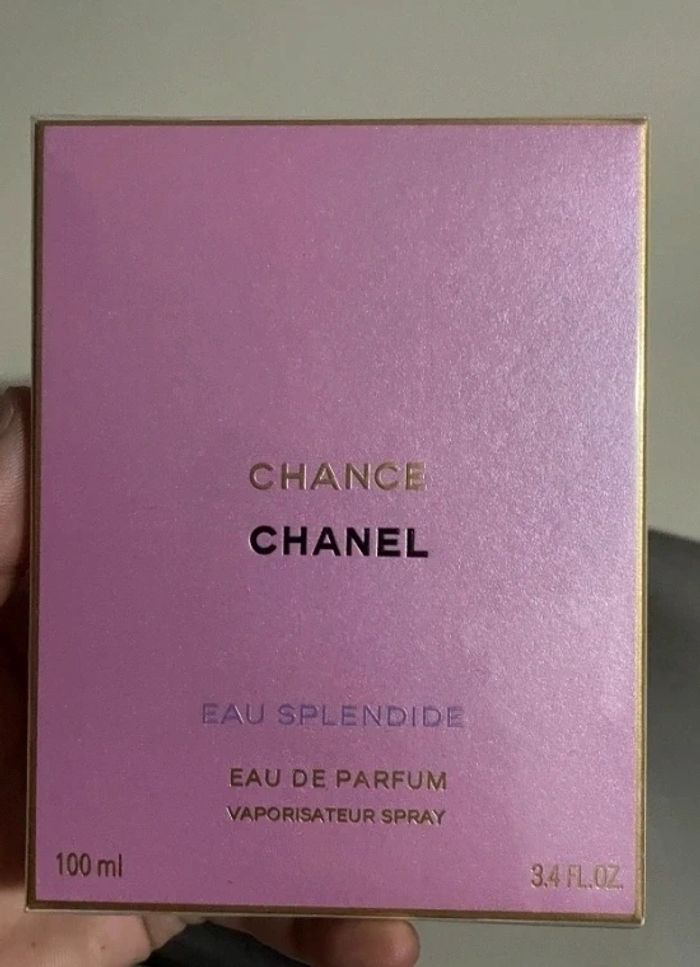 CHANCE
CHANEL
EAU SPLENDIDE
EAU DE PARFUM
VAPORISATEUR SPRAY
100 ml 3.4 FL.OZ.